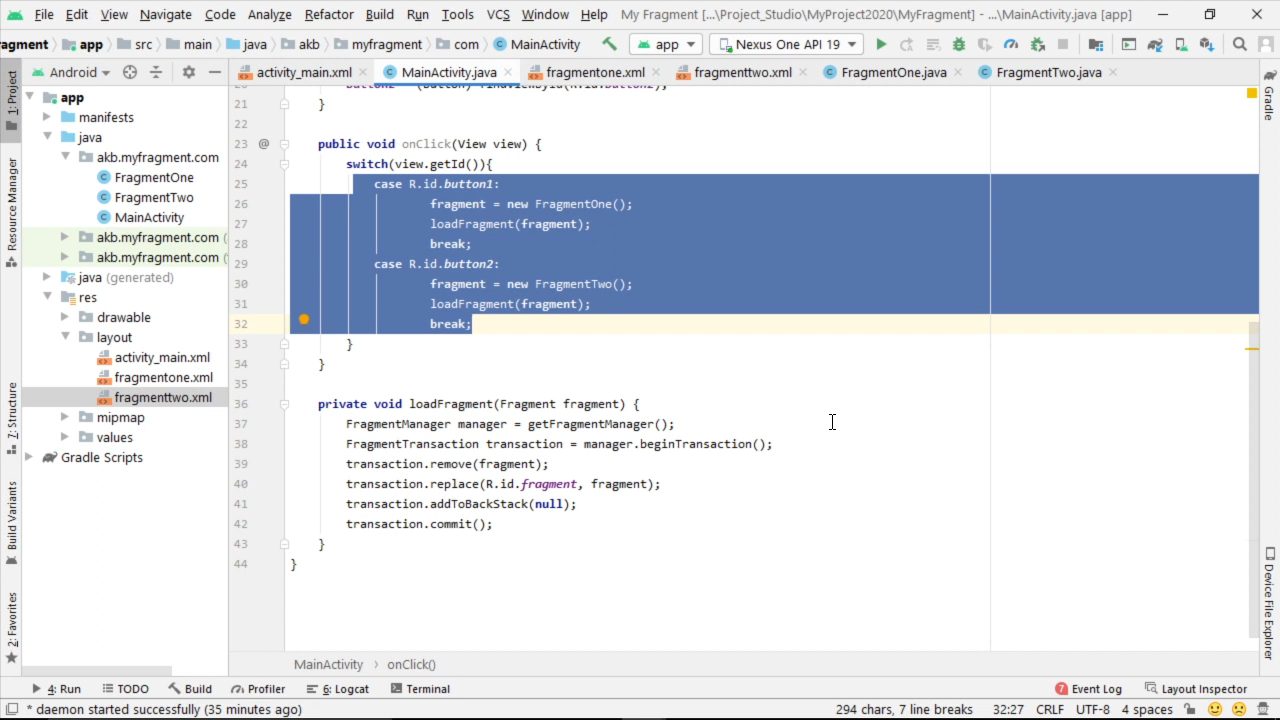 File Edit View Navigate Code Analyze Refactor Build Run Tools VCS Window Help My Fragment [...\Project_Studio\MyProject2020\MyFragment] - ...\MainActivity.java [app]
agment app src main java akb myfragment com MainActivity app Nexus One API 19
Android activity_main.xml MainActivity.java fragmentone.xml fragmenttwo.xml FragmentOne.java FragmentTwo.java
1: Project
Resource Manager
7: Structure
Build Variants
2: Favorites
app
manifests
java
akb.myfragment.com
FragmentOne
FragmentTwo
MainActivity
akb.myfragment.com (
akb.myfragment.com (
java (generated)
res
drawable
layout
activity_main.xml
fragmentone.xml
fragmenttwo.xml
mipmap
values
Gradle Scripts
20 button2 = (Button) findViewById(R.id.button2);
21 }
22
23 @ public void onClick(View view) {
24 switch(view.getId()){
25 case R.id.button1:
26 fragment = new FragmentOne();
27 loadFragment(fragment);
28 break;
29 case R.id.button2:
30 fragment = new FragmentTwo();
31 loadFragment(fragment);
32 break;
33 }
34 }
35
36 private void loadFragment(Fragment fragment) {
37 FragmentManager manager = getFragmentManager();
38 FragmentTransaction transaction = manager.beginTransaction();
39 transaction.remove(fragment);
40 transaction.replace(R.id.fragment, fragment);
41 transaction.addToBackStack(null);
42 transaction.commit();
43 }
44 }
Gradle
Device File Explorer
MainActivity › onClick()
4: Run TODO Build Profiler 6: Logcat Terminal 7 Event Log Layout Inspector
* daemon started successfully (35 minutes ago) 294 chars, 7 line breaks 32:27 CRLF UTF-8 4 spaces